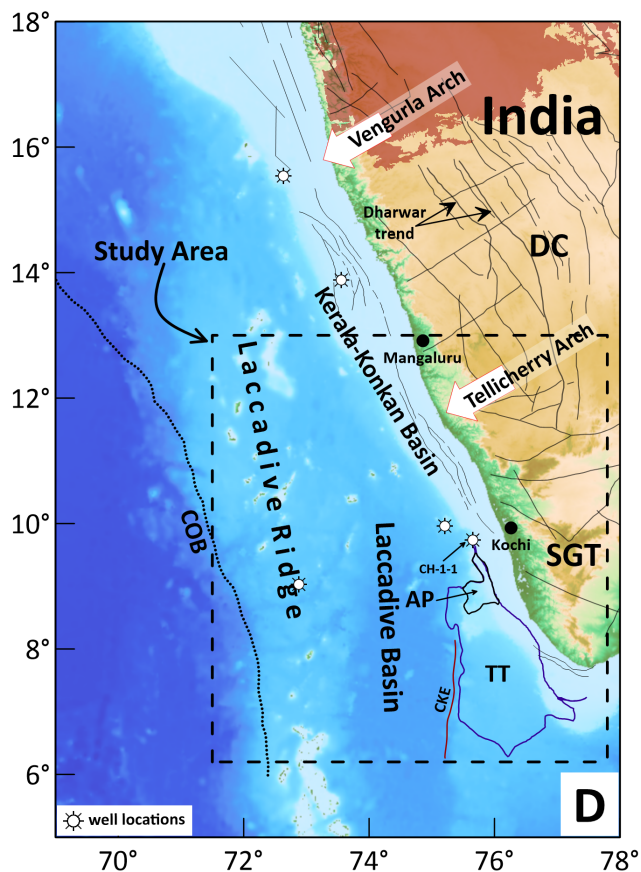 18°
16°
14°
12°
10°
8°
6°
Vengurla Arch
India
Dharwar
trend
DC
Study Area
Kerala-Konkan Basin
Mangaluru
Tellicherry Arch
Laccadive Ridge
COB
Laccadive Basin
Kochi
SGT
CH-1-1
AP
TT
CKE
well locations
D
70°
72°
74°
76°
78°